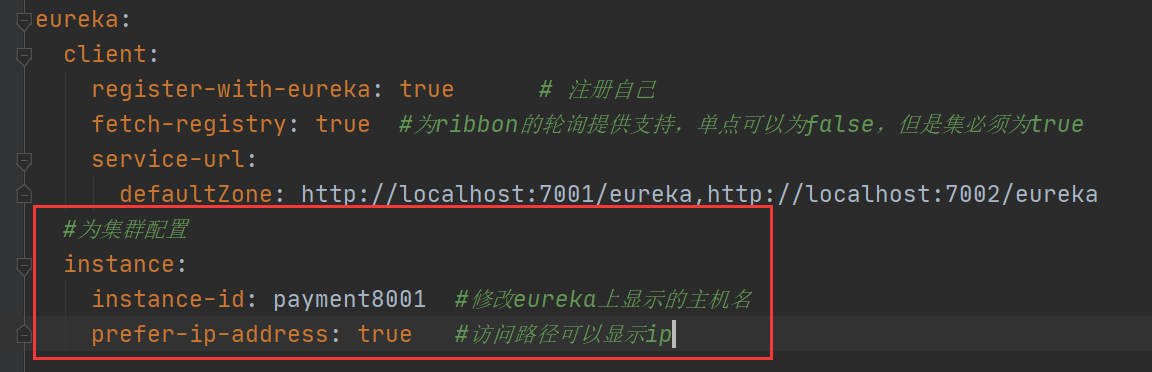 eureka:
  client:
    register-with-eureka: true      # 注册自己
    fetch-registry: true  #为ribbon的轮询提供支持，单点可以为false，但是集必须为true
    service-url:
      defaultZone: http://localhost:7001/eureka,http://localhost:7002/eureka
  #为集群配置
  instance:
    instance-id: payment8001  #修改eureka上显示的主机名
    prefer-ip-address: true   #访问路径可以显示ip